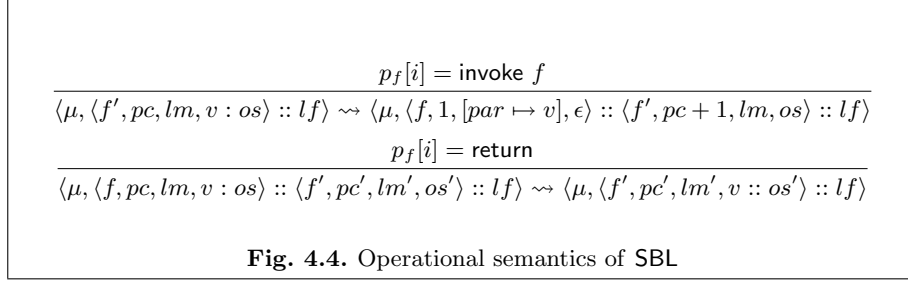 p_f[i] = invoke f
⟨μ, ⟨f′, pc, lm, v : os⟩ :: lf⟩ ⇝ ⟨μ, ⟨f, 1, [par ↦ v], ϵ⟩ :: ⟨f′, pc + 1, lm, os⟩ :: lf⟩
p_f[i] = return
⟨μ, ⟨f, pc, lm, v : os⟩ :: ⟨f′, pc′, lm′, os′⟩ :: lf⟩ ⇝ ⟨μ, ⟨f′, pc′, lm′, v :: os′⟩ :: lf⟩
Fig. 4.4. Operational semantics of SBL